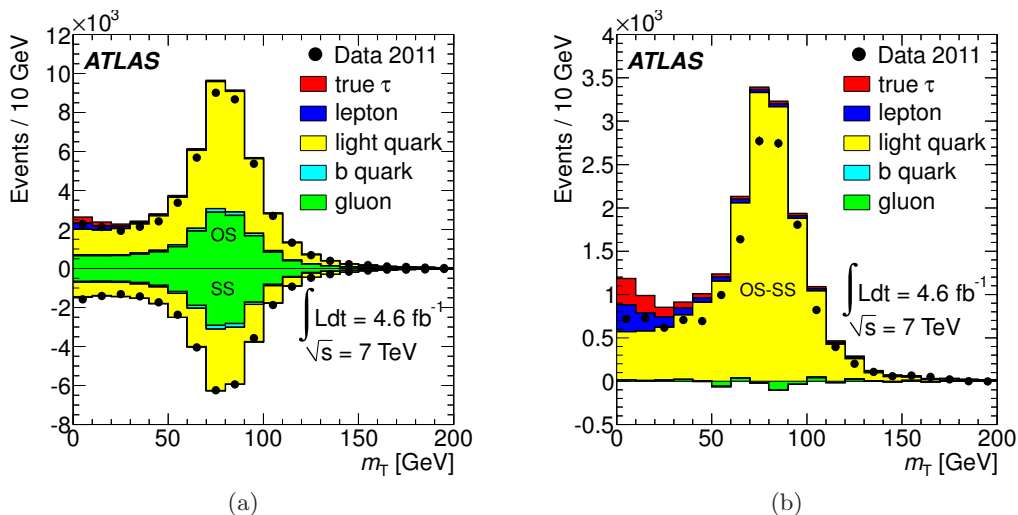 ×10³
Events / 10 GeV
12
10
8
6
4
2
0
-2
-4
-6
-8
ATLAS
Data 2011
true τ
lepton
light quark
b quark
gluon
OS
SS
∫ Ldt = 4.6 fb⁻¹
√s = 7 TeV
0 50 100 150 200
m_T [GeV]
(a)
×10³
Events / 10 GeV
4
3.5
3
2.5
2
1.5
1
0.5
0
-0.5
ATLAS
Data 2011
true τ
lepton
light quark
b quark
gluon
OS-SS
∫ Ldt = 4.6 fb⁻¹
√s = 7 TeV
0 50 100 150 200
m_T [GeV]
(b)